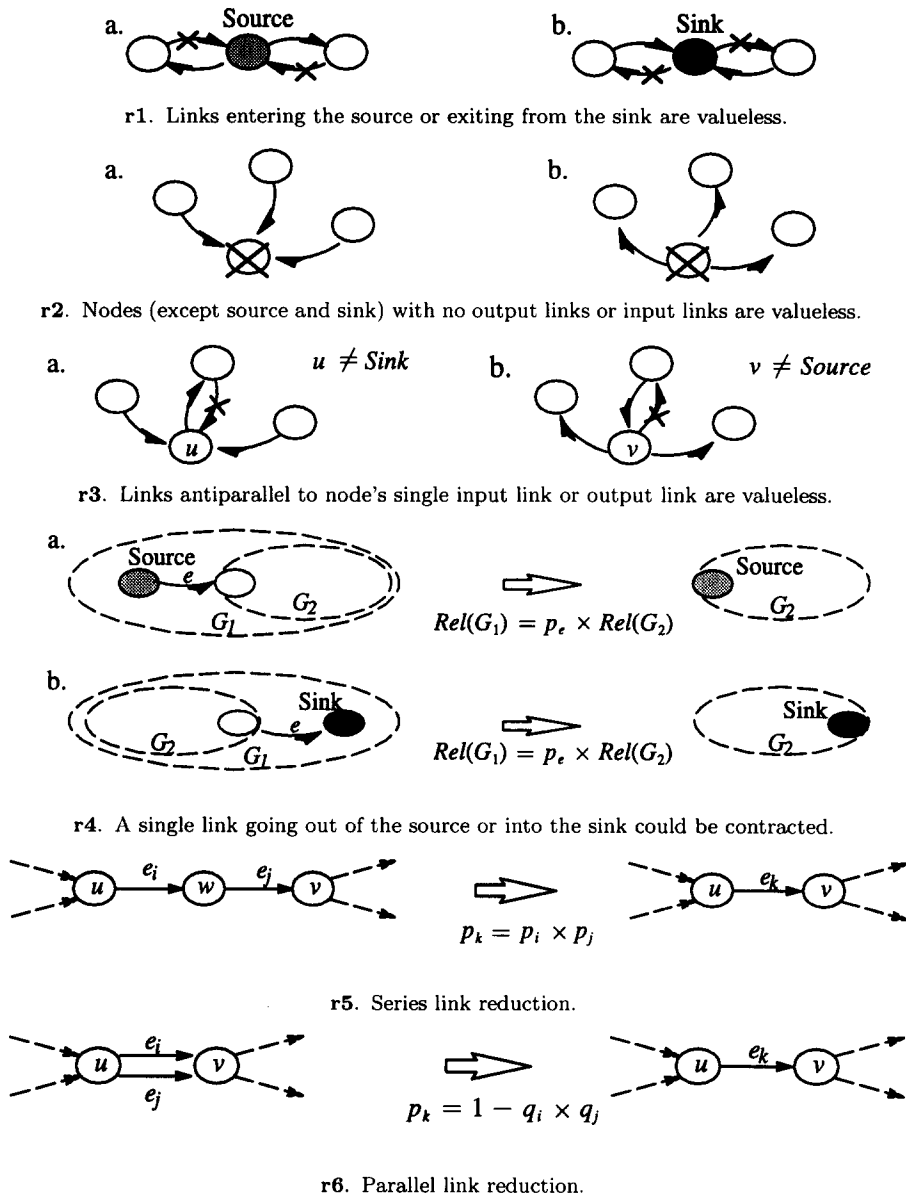 a. Source b. Sink
r1. Links entering the source or exiting from the sink are valueless.
a. b.
r2. Nodes (except source and sink) with no output links or input links are valueless.
a. u ≠ Sink b. v ≠ Source
u v
r3. Links antiparallel to node's single input link or output link are valueless.
a.
Source e G2 G1
Source G2
Rel(G1) = pe × Rel(G2)
b.
Sink e G2 G1
Sink G2
Rel(G1) = pe × Rel(G2)
r4. A single link going out of the source or into the sink could be contracted.
u ei w ej v u ek v
pk = pi × pj
r5. Series link reduction.
u ei v u ek v
ej
pk = 1 − qi × qj
r6. Parallel link reduction.